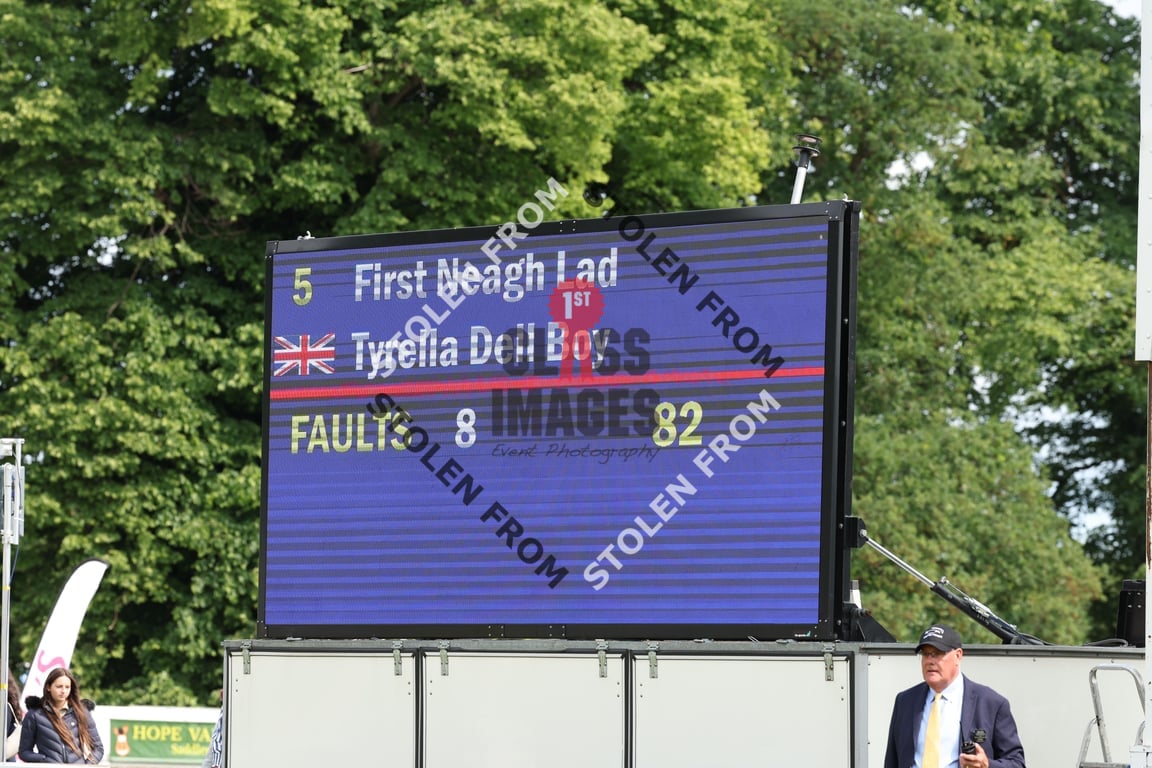 5 First Neagh Lad
Tyrella Dell Boy
FAULTS 8 82
STOLEN FROM
STOLEN FROM
STOLEN FROM
STOLEN FROM
1ST
CLASS
IMAGES
Event Photography
HOPE VA
Saddle